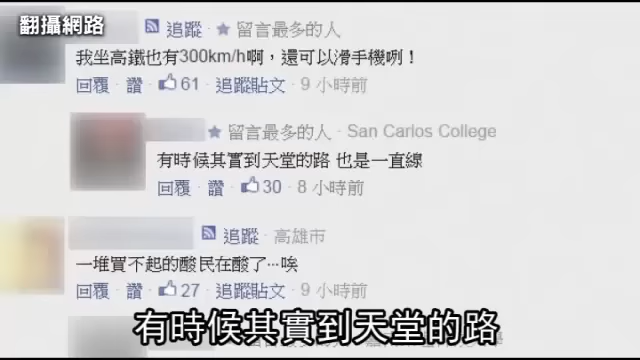 翻攝網路
追蹤 · ★ 留言最多的人
我坐高鐵也有300km/h啊，還可以滑手機咧！
回覆 · 讚 · 61 · 追蹤貼文 · 9 小時前
★ 留言最多的人 · San Carlos College
有時候其實到天堂的路 也是一直線
回覆 · 讚 · 30 · 8 小時前
追蹤 · 高雄市
一堆買不起的酸民在酸了…唉
回覆 · 讚 · 27 · 追蹤貼文 · 9 小時前
有時候其實到天堂的路